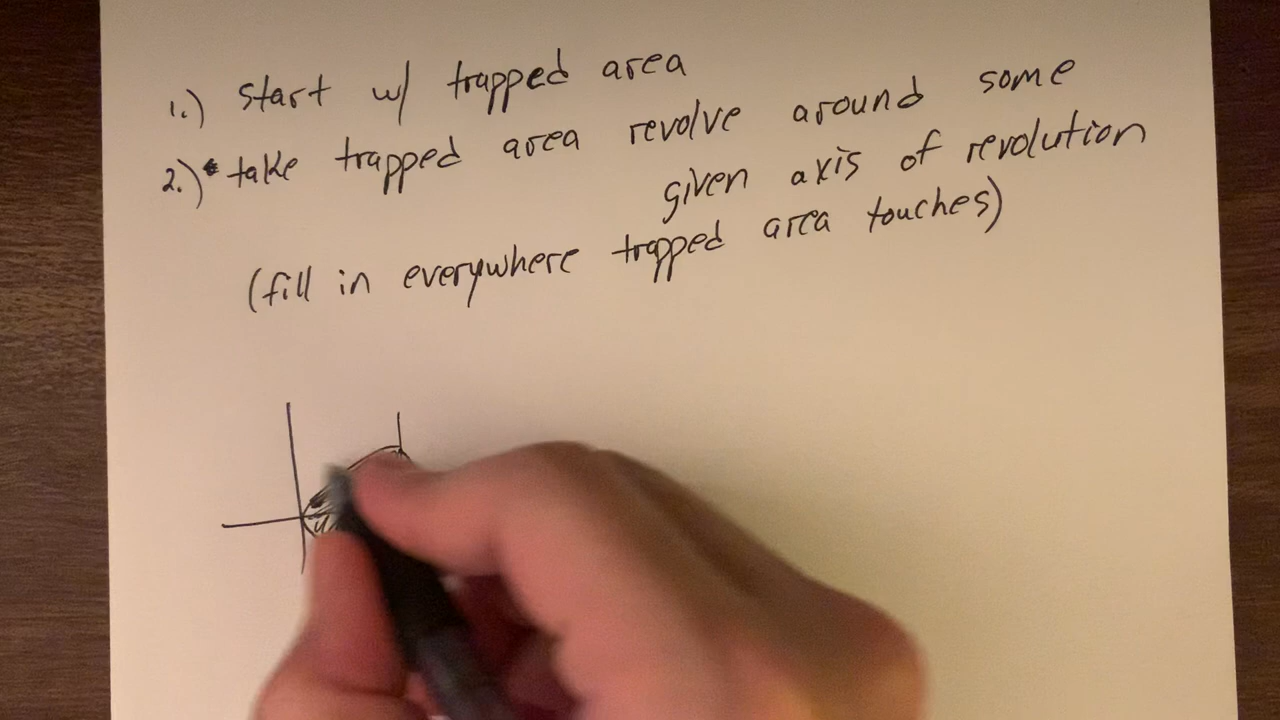 1.) start w/ trapped area
2.) take trapped area revolve around some
given axis of revolution
(fill in everywhere trapped area touches)